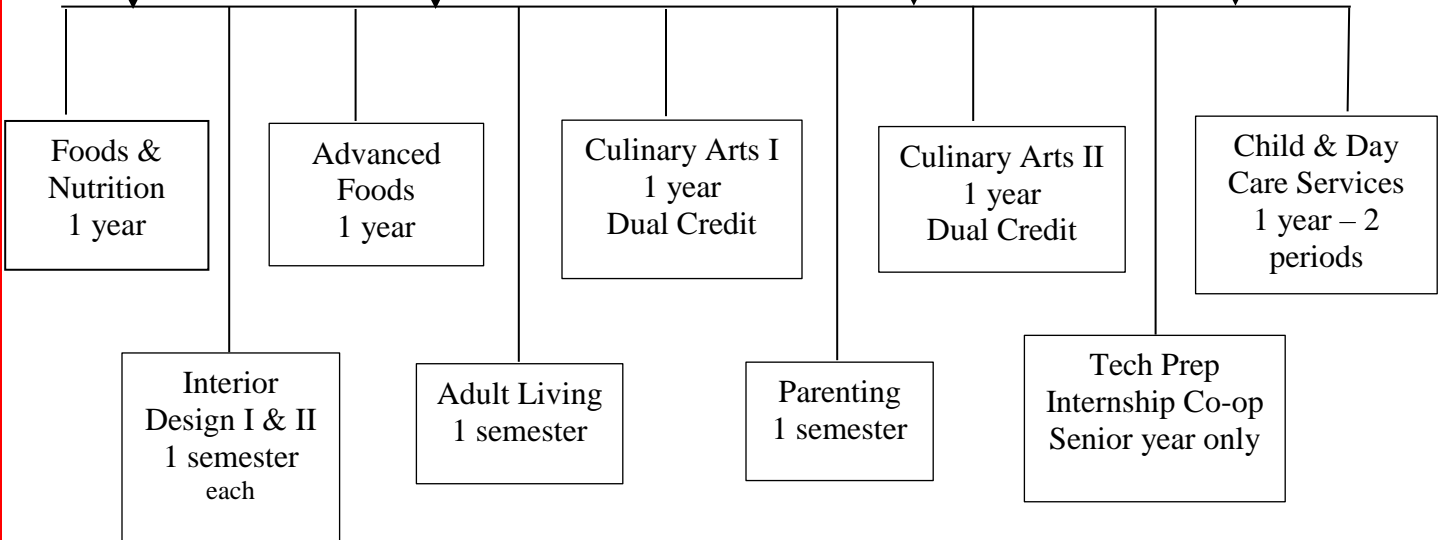 Foods &
Nutrition
1 year
Advanced
Foods
1 year
Culinary Arts I
1 year
Dual Credit
Culinary Arts II
1 year
Dual Credit
Child & Day
Care Services
1 year – 2
periods
Interior
Design I & II
1 semester
each
Adult Living
1 semester
Parenting
1 semester
Tech Prep
Internship Co-op
Senior year only